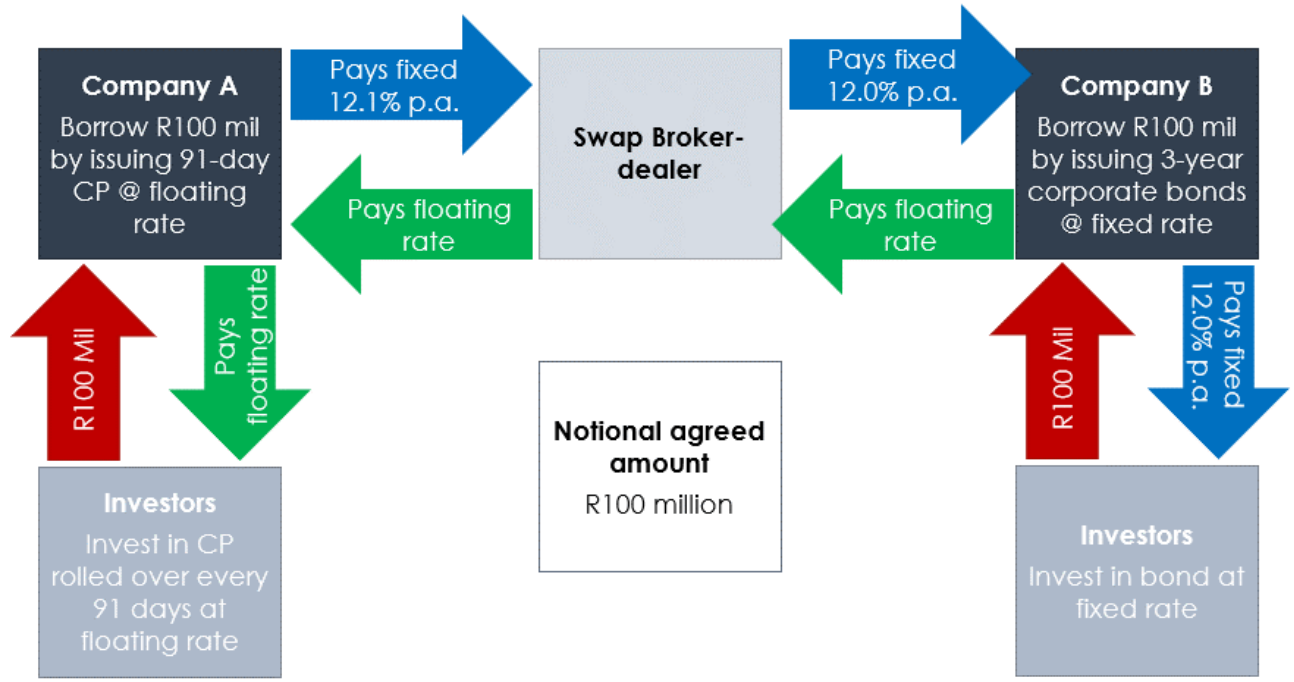 Company A
Borrow R100 mil
by issuing 91-day
CP @ floating
rate
Pays fixed
12.1% p.a.
Pays floating
rate
Swap Broker-
dealer
Pays fixed
12.0% p.a.
Pays floating
rate
Company B
Borrow R100 mil
by issuing 3-year
corporate bonds
@ fixed rate
R100 Mil
Pays
floating rate
Notional agreed
amount
R100 million
R100 Mil
Pays fixed
12.0% p.a.
Investors
Invest in CP
rolled over every
91 days at
floating rate
Investors
Invest in bond at
fixed rate